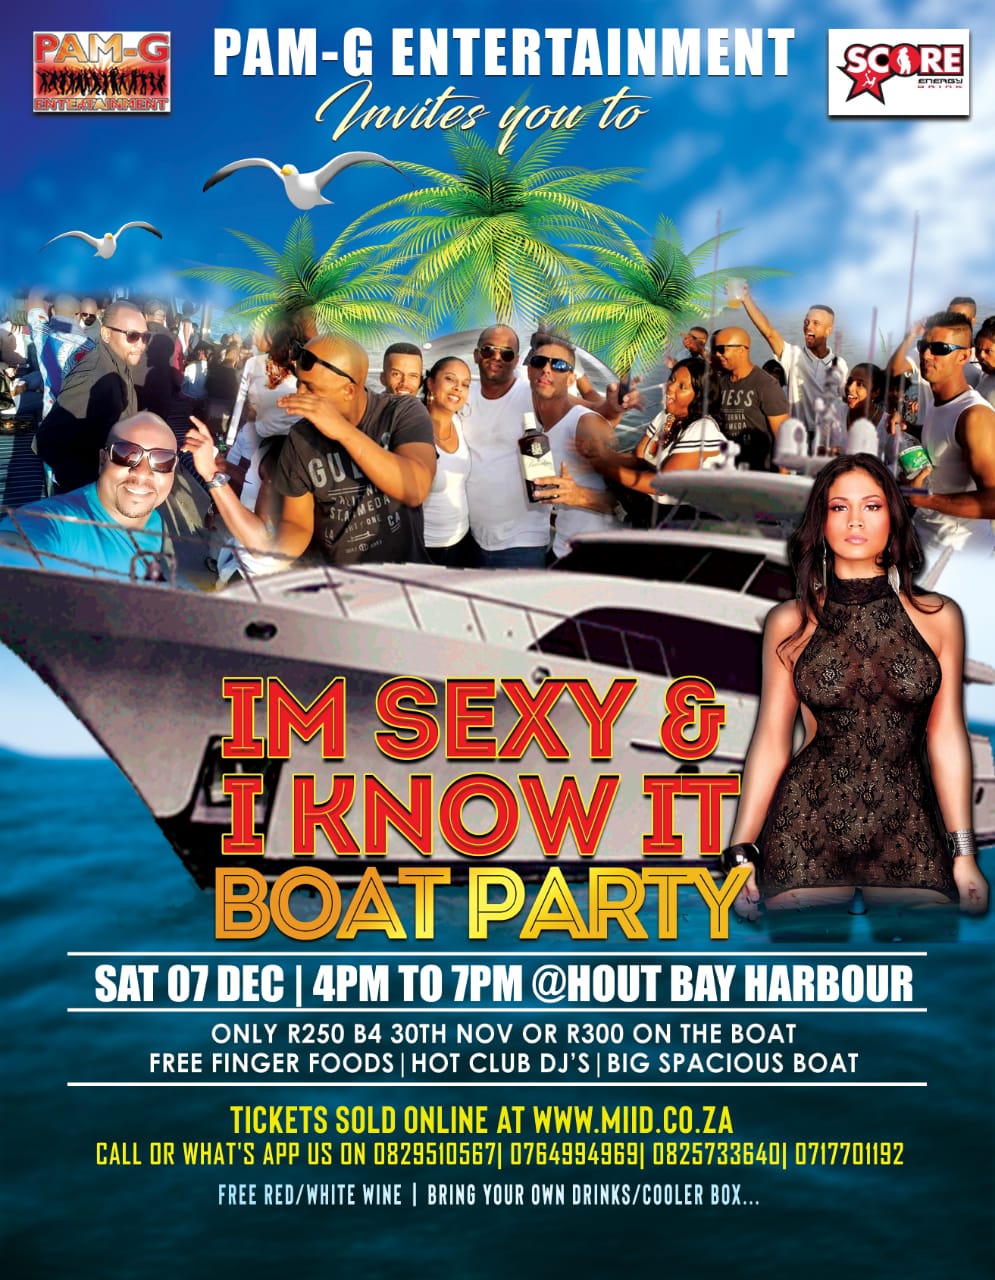 PAM-G
ENTERTAINMENT
PAM-G ENTERTAINMENT
Invites you to
SCORE
ENERGY
DRINK
IM SEXY &
I KNOW IT
BOAT PARTY
SAT 07 DEC | 4PM TO 7PM @HOUT BAY HARBOUR
ONLY R250 B4 30TH NOV OR R300 ON THE BOAT
FREE FINGER FOODS|HOT CLUB DJ'S|BIG SPACIOUS BOAT
TICKETS SOLD ONLINE AT WWW.MIID.CO.ZA
CALL OR WHAT'S APP US ON 0829510567| 0764994969| 0825733640| 0717701192
FREE RED/WHITE WINE | BRING YOUR OWN DRINKS/COOLER BOX...